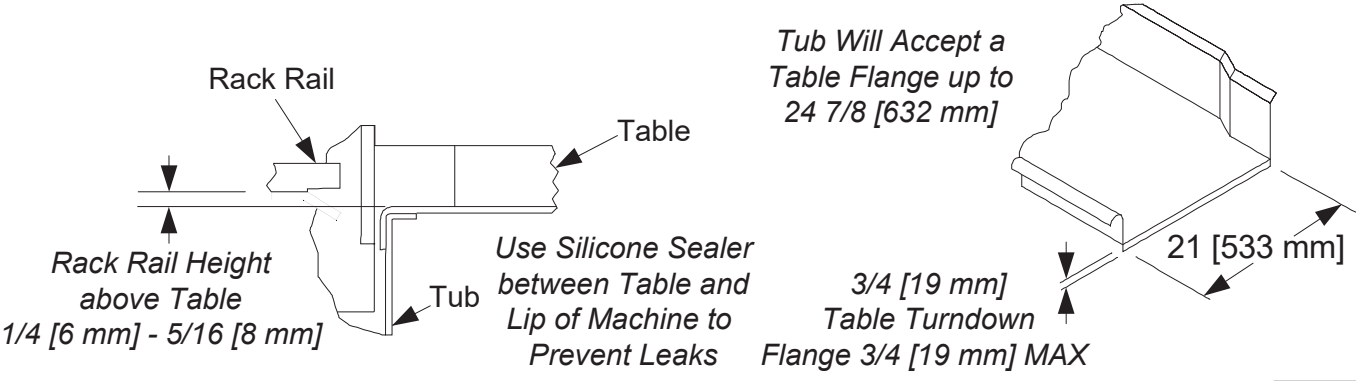 Rack Rail
Table
Rack Rail Height
above Table
1/4 [6 mm] - 5/16 [8 mm]
Tub
Use Silicone Sealer
between Table and
Lip of Machine to
Prevent Leaks
Tub Will Accept a
Table Flange up to
24 7/8 [632 mm]
21 [533 mm]
3/4 [19 mm]
Table Turndown
Flange 3/4 [19 mm] MAX